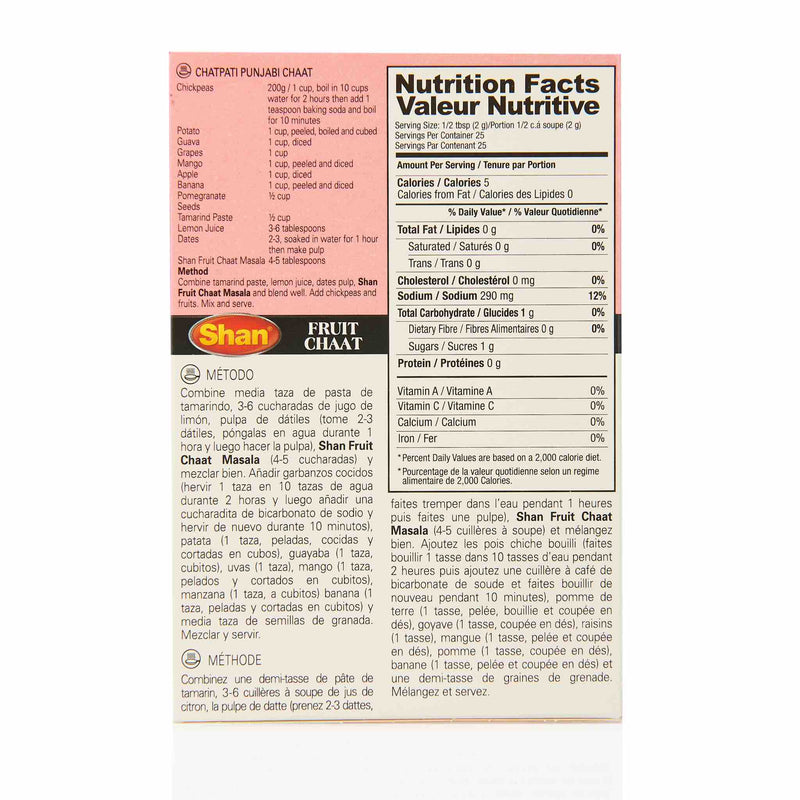 CHATPATI PUNJABI CHAAT
Chickpeas 200g / 1 cup, boil in 10 cups
water for 2 hours then add 1
teaspoon baking soda and boil
for 10 minutes
Potato 1 cup, peeled, boiled and cubed
Guava 1 cup, diced
Grapes 1 cup
Mango 1 cup, peeled and diced
Apple 1 cup, diced
Banana 1 cup, peeled and diced
Pomegranate ½ cup
Seeds
Tamarind Paste ½ cup
Lemon Juice 3-6 tablespoons
Dates 2-3, soaked in water for 1 hour
then make pulp
Shan Fruit Chaat Masala 4-5 tablespoons
Method
Combine tamarind paste, lemon juice, dates pulp, Shan
Fruit Chaat Masala and blend well. Add chickpeas and
fruits. Mix and serve.
Shan
FRUIT
CHAAT
MÉTODO
Combine media taza de pasta de
tamarindo, 3-6 cucharadas de jugo de
limón, pulpa de dátiles (tome 2-3
dátiles, póngalas en agua durante 1
hora y luego hacer la pulpa), Shan Fruit
Chaat Masala (4-5 cucharadas) y
mezclar bien. Añadir garbanzos cocidos
(hervir 1 taza en 10 tazas de agua
durante 2 horas y luego añadir una
cucharadita de bicarbonato de sodio y
hervir de nuevo durante 10 minutos),
patata (1 taza, peladas, cocidas y
cortadas en cubos), guayaba (1 taza,
cubitos), uvas (1 taza), mango (1 taza,
pelados y cortados en cubitos),
manzana (1 taza, a cubitos) banana (1
taza, peladas y cortadas en cubitos) y
media taza de semillas de granada.
Mezclar y servir.
MÉTHODE
Combinez une demi-tasse de pâte de
tamarin, 3-6 cuillères à soupe de jus de
citron, la pulpe de datte (prenez 2-3 dattes,
Nutrition Facts
Valeur Nutritive
Serving Size: 1/2 tbsp (2 g)/Portion 1/2 c.á soupe (2 g)
Servings Per Container 25
Servings Par Contenant 25
Amount Per Serving / Tenure par Portion
Calories / Calories 5
Calories from Fat / Calories des Lipides 0
% Daily Value* / % Valeur Quotidienne*
Total Fat / Lipides 0 g 0%
Saturated / Saturés 0 g 0%
Trans / Trans 0 g
Cholesterol / Cholestérol 0 mg 0%
Sodium / Sodium 290 mg 12%
Total Carbohydrate / Glucides 1 g 0%
Dietary Fibre / Fibres Alimentaires 0 g 0%
Sugars / Sucres 1 g
Protein / Protéines 0 g
Vitamin A / Vitamine A 0%
Vitamin C / Vitamine C 0%
Calcium / Calcium 0%
Iron / Fer 0%
*Percent Daily Values are based on a 2,000 calorie diet.
*Pourcentage de la valeur quotidienne selon un regime
alimentaire de 2,000 Calories.
faites tremper dans l'eau pendant 1 heures
puis faites une pulpe), Shan Fruit Chaat
Masala (4-5 cuillères à soupe) et mélangez
bien. Ajoutez les pois chiche bouilli (faites
bouillir 1 tasse dans 10 tasses d'eau pendant
2 heures puis ajoutez une cuillère à café de
bicarbonate de soude et faites bouillir de
nouveau pendant 10 minutes), pomme de
terre (1 tasse, pelée, bouillie et coupée en
dés), goyave (1 tasse, coupée en dés), raisins
(1 tasse), mangue (1 tasse, pelée et coupée
en dés), pomme (1 tasse, coupée en dés),
banane (1 tasse, pelée et coupée en dés) et
une demi-tasse de graines de grenade.
Mélangez et servez.